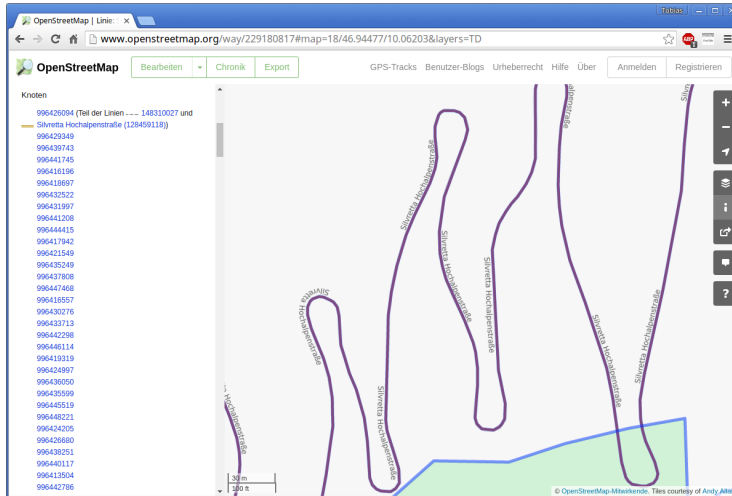 Tobias
OpenStreetMap | Linie: S
www.openstreetmap.org/way/229180817#map=18/46.94477/10.06203&layers=TD
OpenStreetMap
Bearbeiten
Chronik
Export
GPS-Tracks
Benutzer-Blogs
Urheberrecht
Hilfe
Über
Anmelden
Registrieren
Knoten
996426094 (Teil der Linien 148310027 und
Silvretta Hochalpenstraße (128459118))
996429349
996439743
996441745
996416196
996418697
996432522
996431997
996441208
996444415
996417942
996421549
996435249
996437808
996447468
996416557
996430276
996433713
996442298
996446114
996419319
996424997
996436050
996435599
996445519
996448221
996424205
996426680
996438251
996440117
996413504
996442786
Silvretta Hochalpenstraße
Silvretta Hochalpenstraße
Silvretta Hochalpenstraße
Silvretta Hochalpenstraße
Silvretta Hochalpenstraße
Silvretta Hochalpenstraße
Silvretta Hochalpenstraße
Hochalpenstraße
alpenstraße
Silvr
30 m
100 ft
© OpenStreetMap-Mitwirkende. Tiles courtesy of Andy Allan